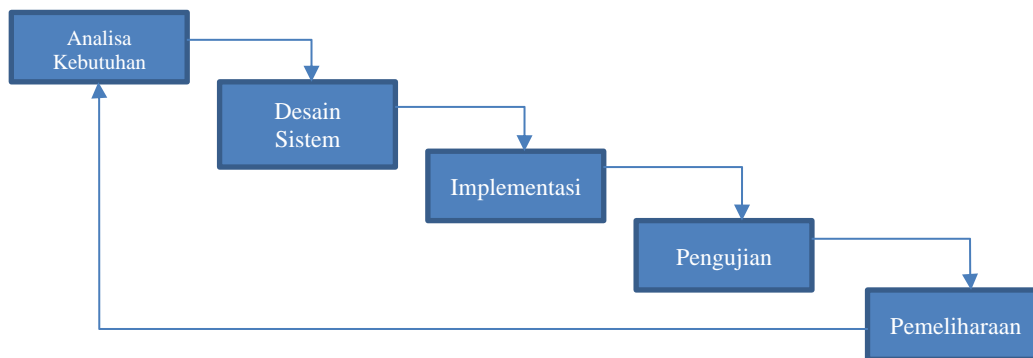 Analisa
Kebutuhan
Desain
Sistem
Implementasi
Pengujian
Pemeliharaan